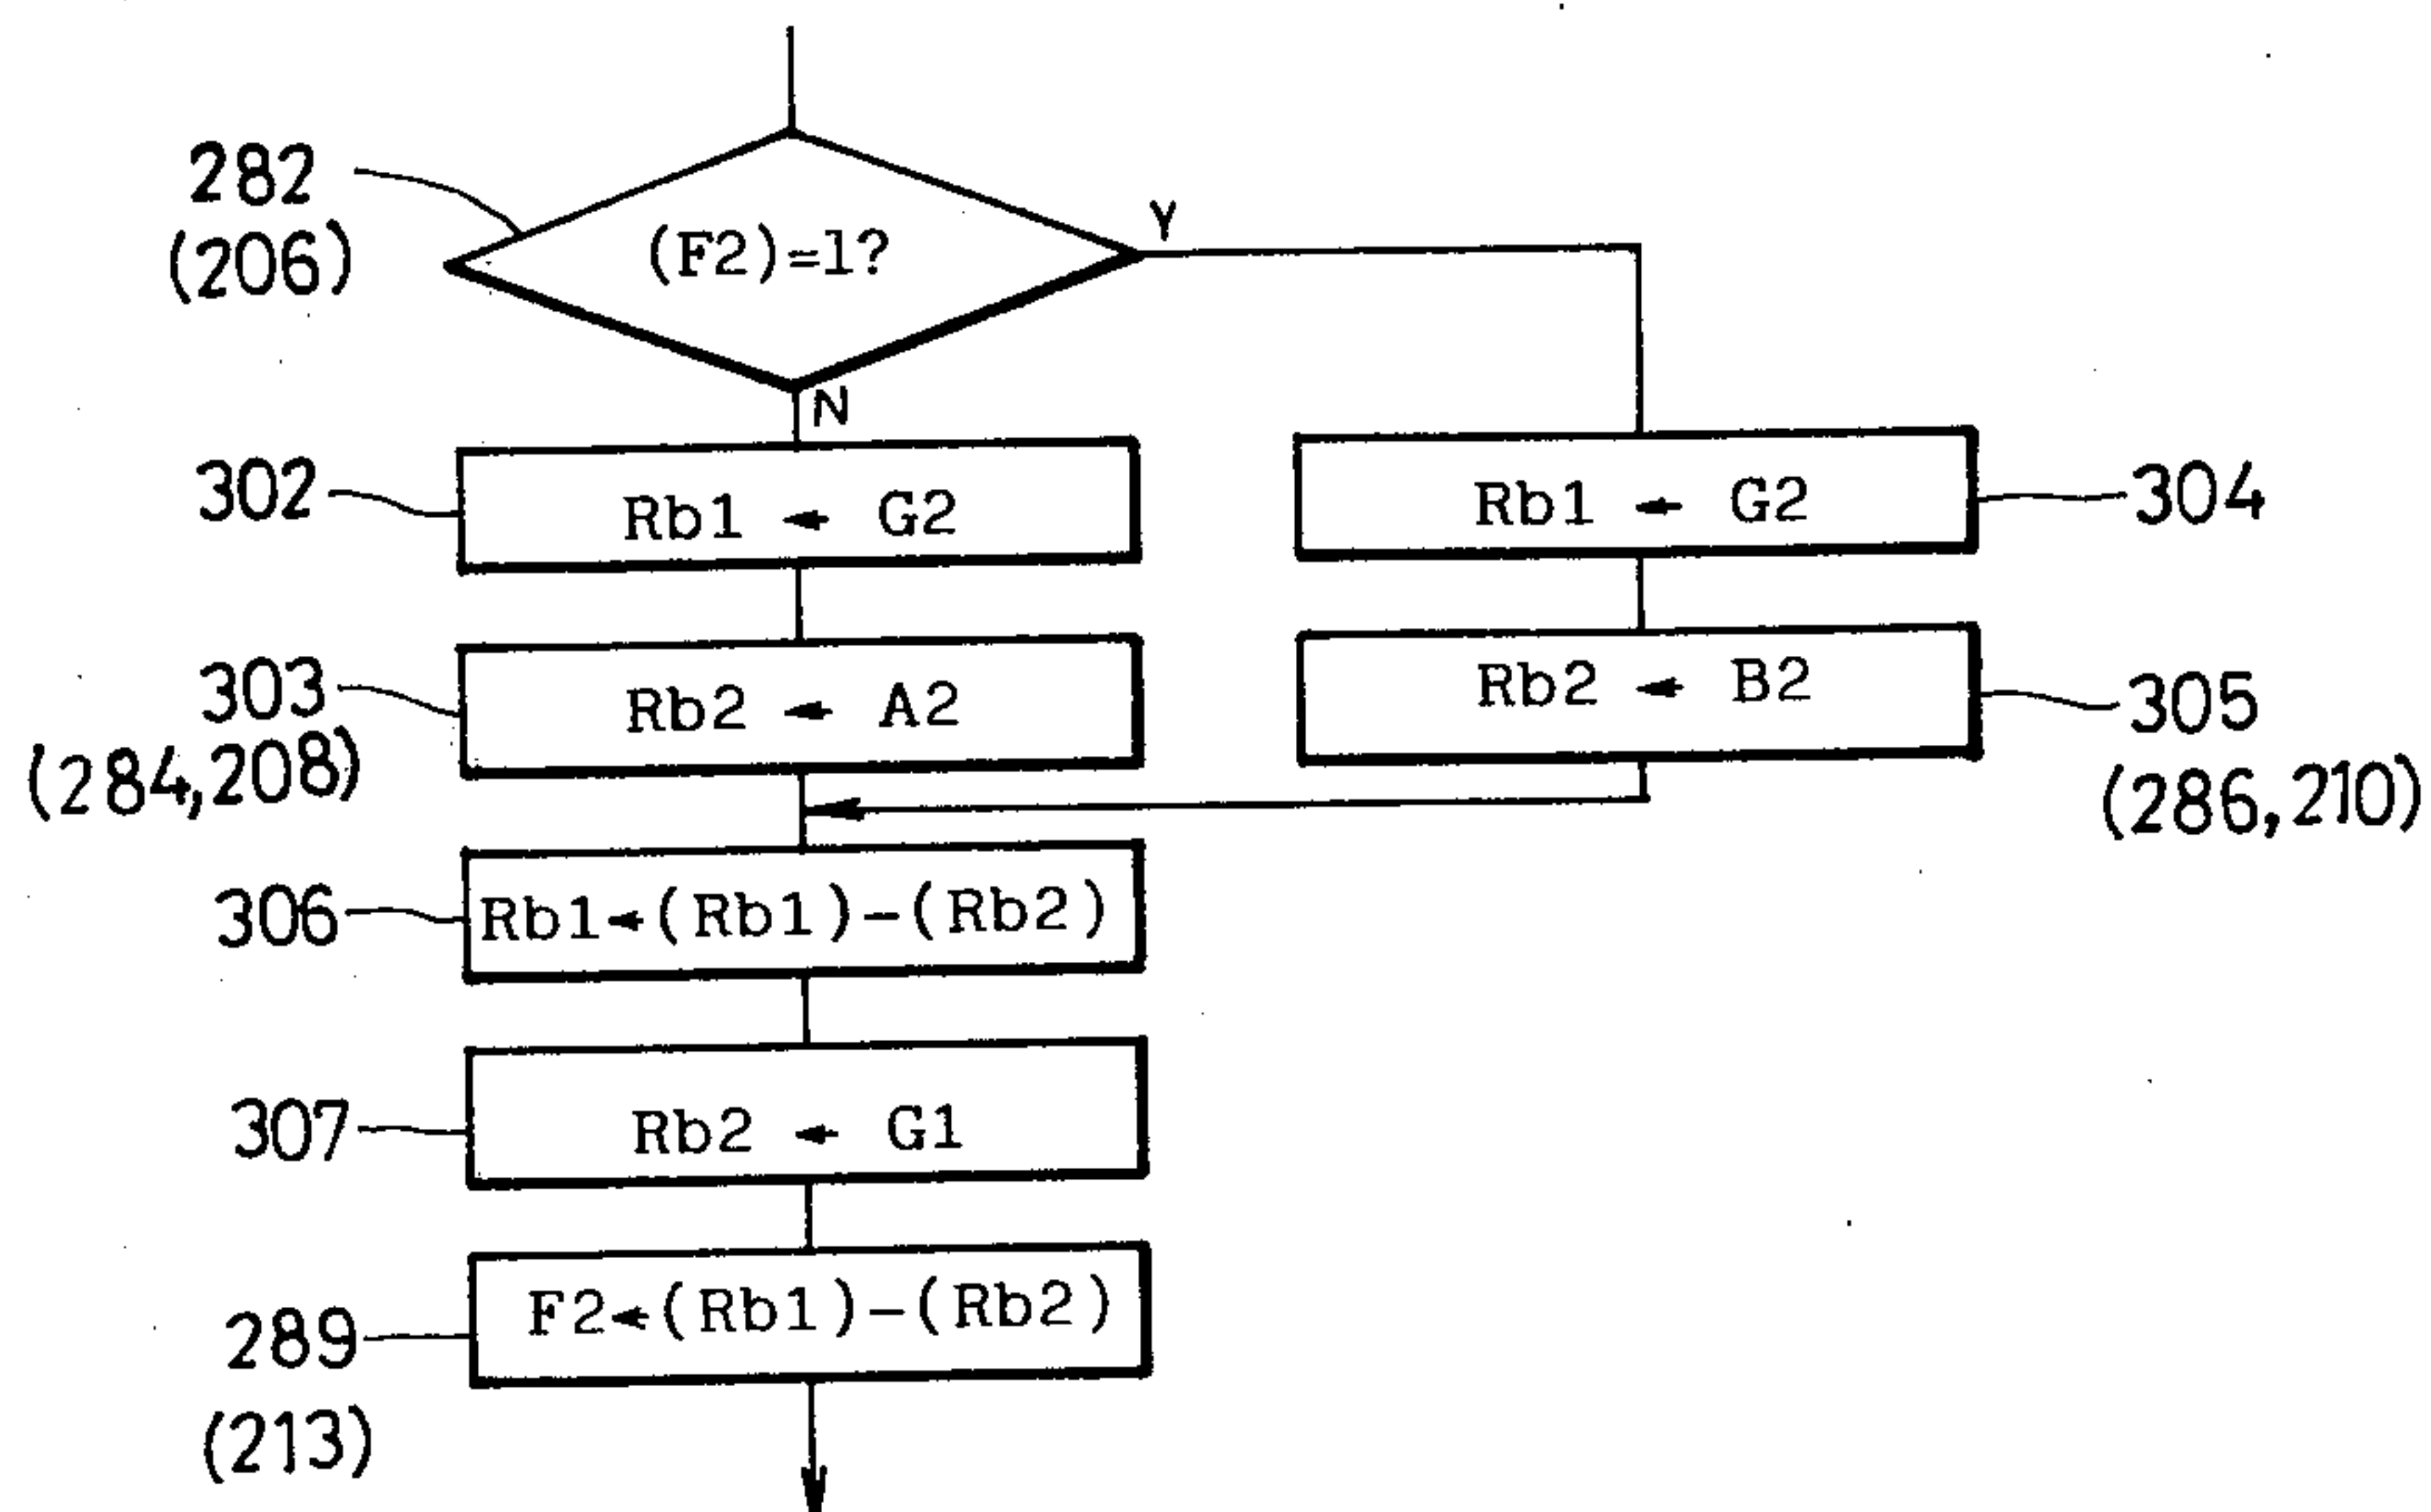 282
(206)
(F2)=1?
Y
N
302
Rb1 ← G2
Rb1 ← G2
304
303
(284,208)
Rb2 ← A2
Rb2 ← B2
305
(286,210)
306
Rb1←(Rb1)-(Rb2)
307
Rb2 ← G1
289
(213)
F2←(Rb1)-(Rb2)